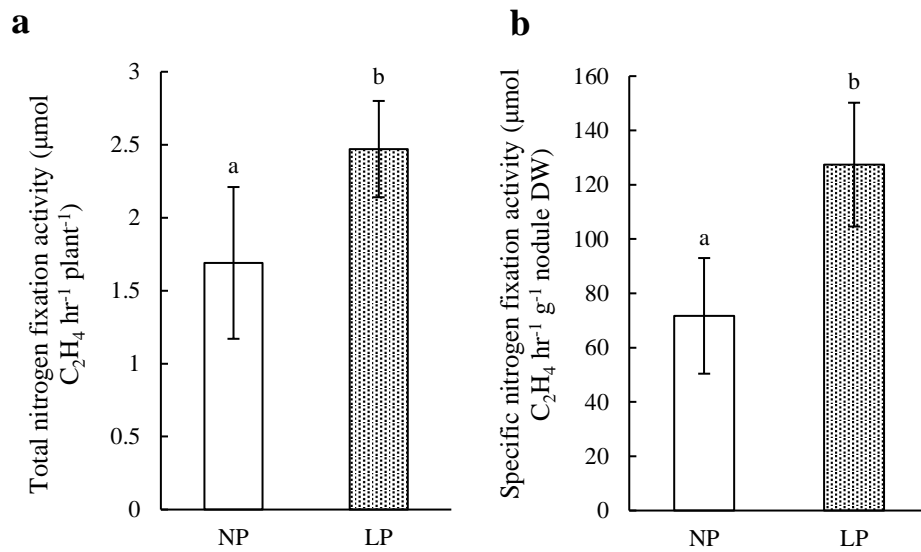 a
Total nitrogen fixation activity (µmol
C₂H₄ hr⁻¹ plant⁻¹)
3
2.5
2
1.5
1
0.5
0
a
b
NP
LP
b
Specific nitrogen fixation activity (µmol
C₂H₄ hr⁻¹ g⁻¹ nodule DW)
160
140
120
100
80
60
40
20
0
a
b
NP
LP